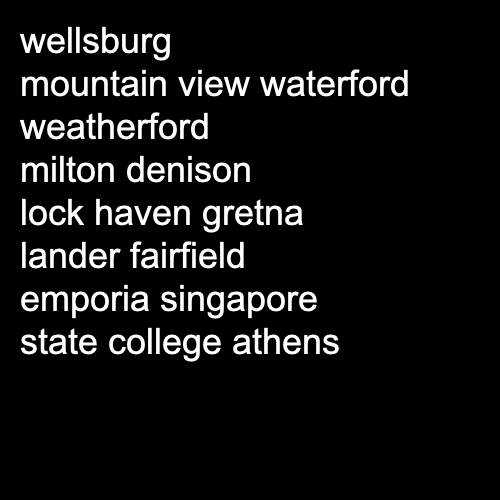 wellsburg
mountain view waterford
weatherford
milton denison
lock haven gretna
lander fairfield
emporia singapore
state college athens